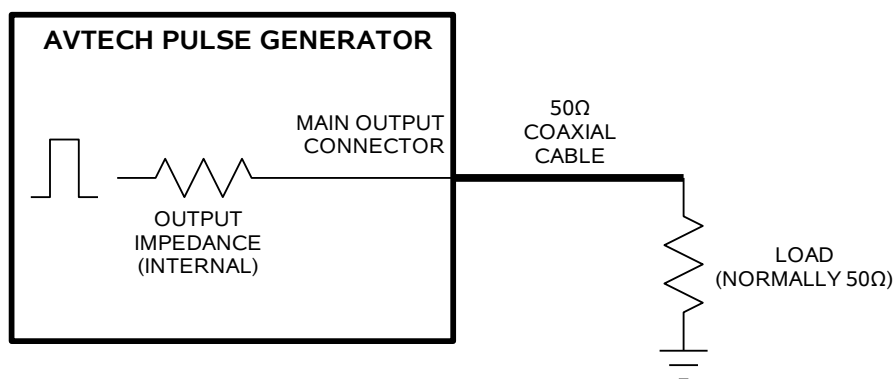 AVTECH PULSE GENERATOR
MAIN OUTPUT
CONNECTOR
50Ω
COAXIAL
CABLE
OUTPUT
IMPEDANCE
(INTERNAL)
LOAD
(NORMALLY 50Ω)